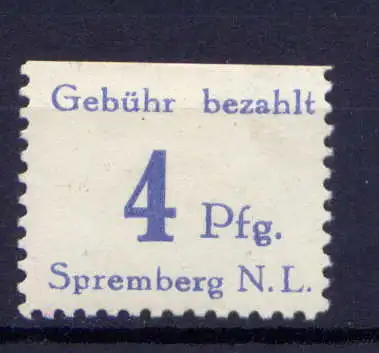 Gebühr bezahlt
4 Pfg.
Spremberg N.L.